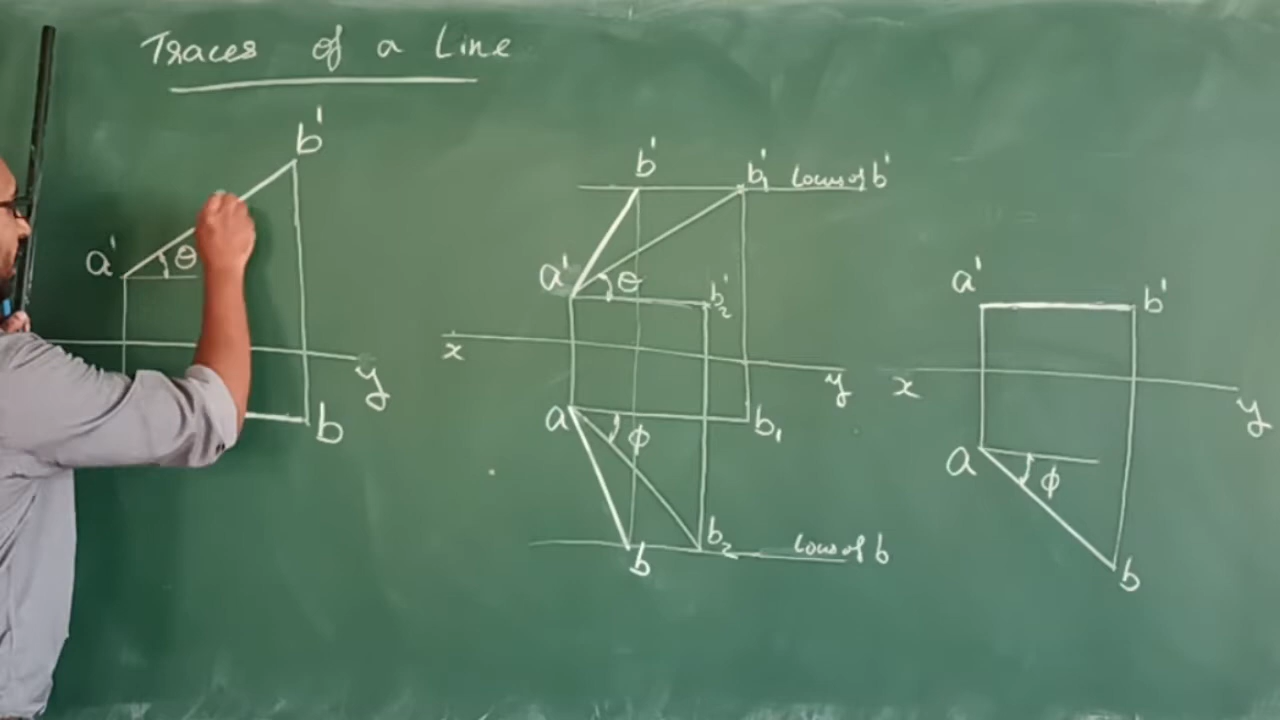 Traces of a Line
b'
a' θ
y
b
b' b₁' Locus of b'
a' θ b₂'
x y
a ϕ b₁
b₂ Locus of b
b
a' b'
x y
a ϕ
b